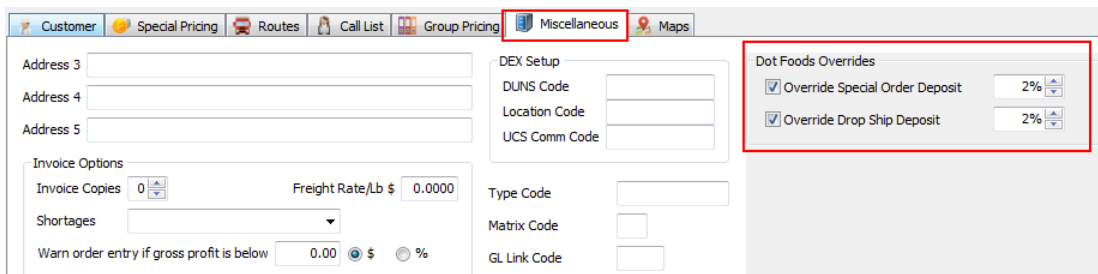 Customer Special Pricing Routes Call List Group Pricing Miscellaneous Maps
Address 3
Address 4
Address 5
Invoice Options
Invoice Copies 0 Freight Rate/Lb $ 0.0000
Shortages
Warn order entry if gross profit is below 0.00 $ %
DEX Setup
DUNS Code
Location Code
UCS Comm Code
Type Code
Matrix Code
GL Link Code
Dot Foods Overrides
Override Special Order Deposit 2%
Override Drop Ship Deposit 2%